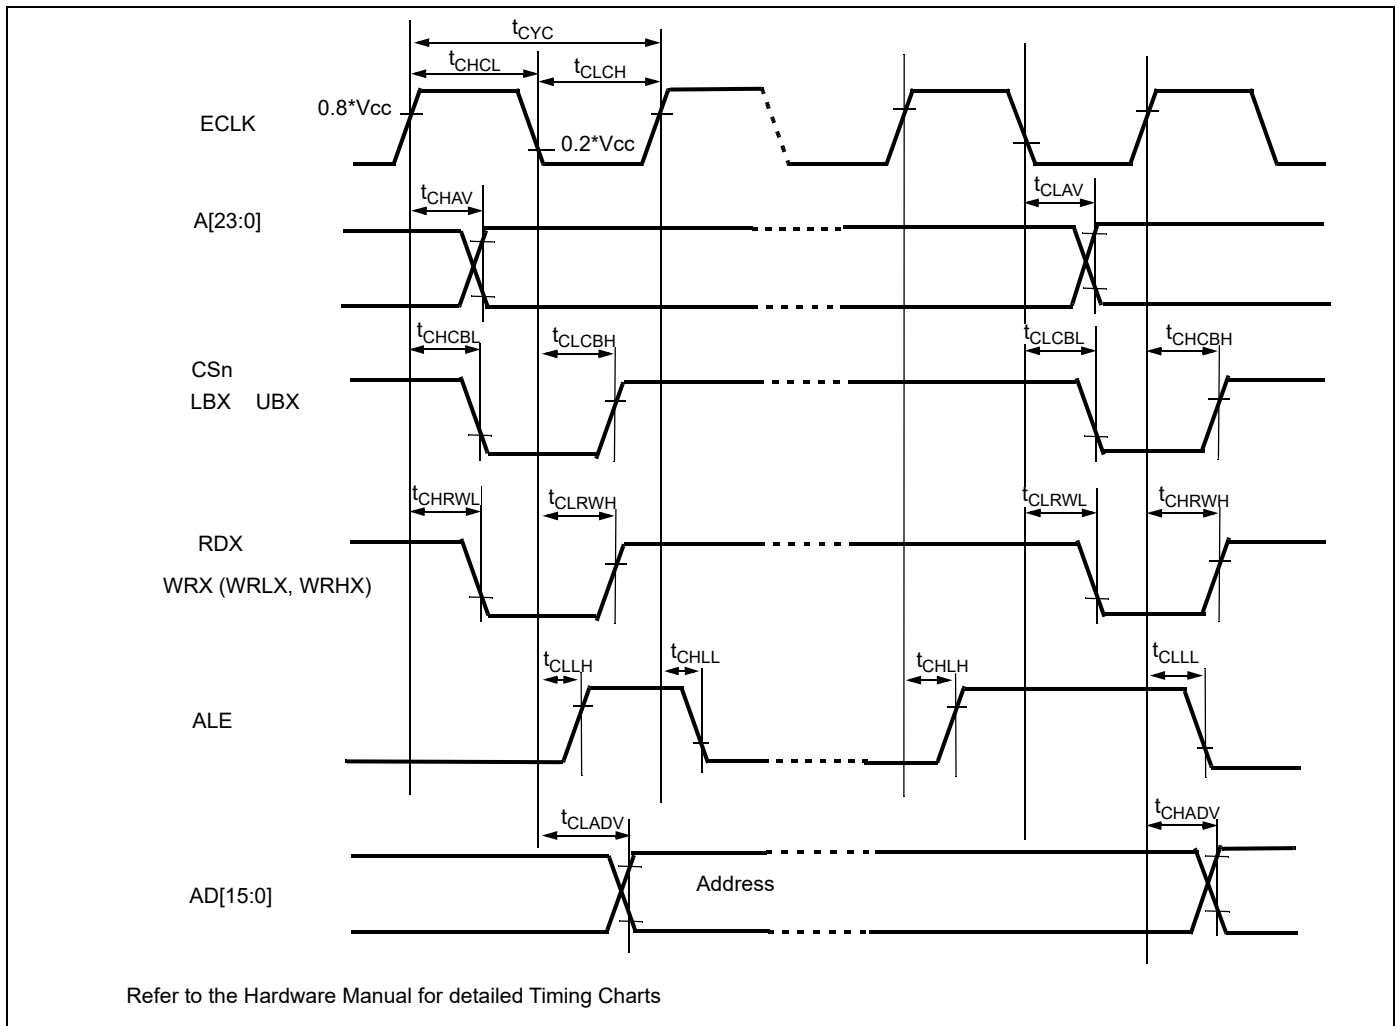 tCYC
tCHCL
tCLCH
0.8*Vcc
ECLK
0.2*Vcc
tCHAV
tCLAV
A[23:0]
tCHCBL
tCLCBH
tCLCBL
tCHCBH
CSn
LBX UBX
tCHRWL
tCLRWH
tCLRWL
tCHRWH
RDX
WRX (WRLX, WRHX)
tCLLH
tCHLL
tCHLH
tCLLL
ALE
tCLADV
tCHADV
Address
AD[15:0]
Refer to the Hardware Manual for detailed Timing Charts